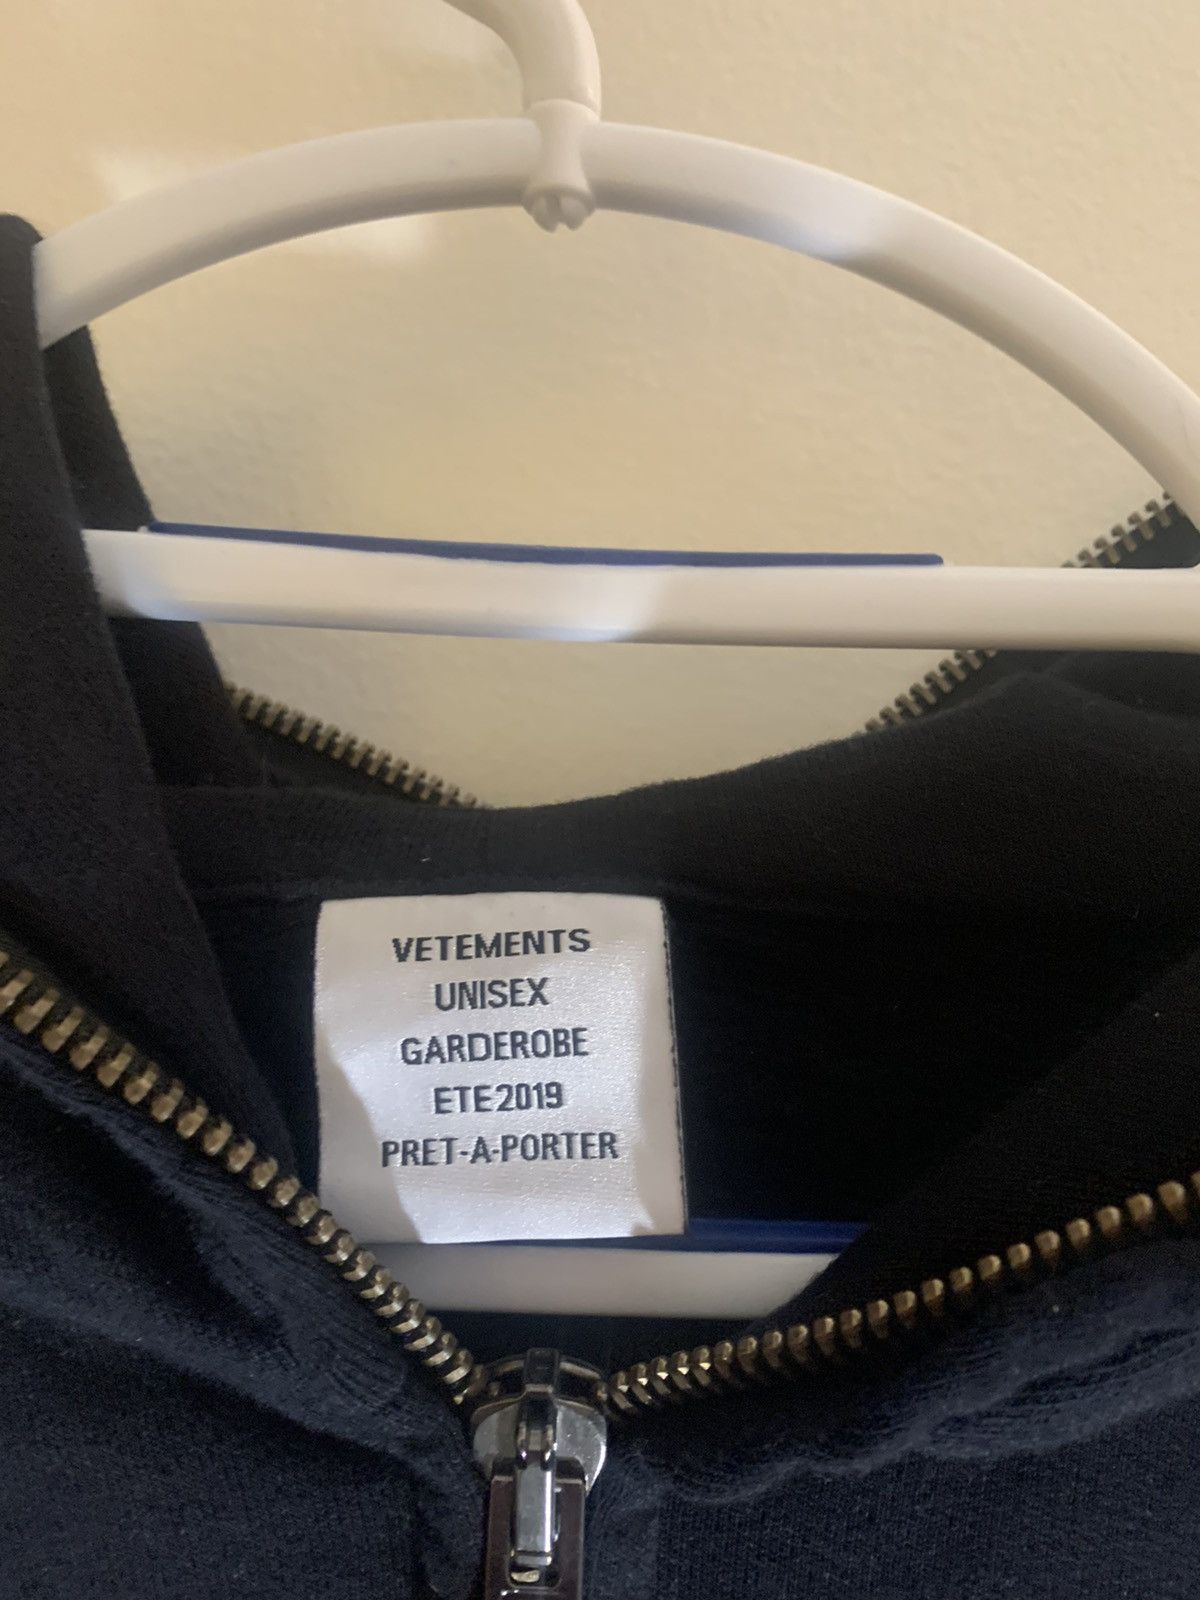 VETEMENTS
UNISEX
GARDEROBE
ETE2019
PRET-A-PORTER